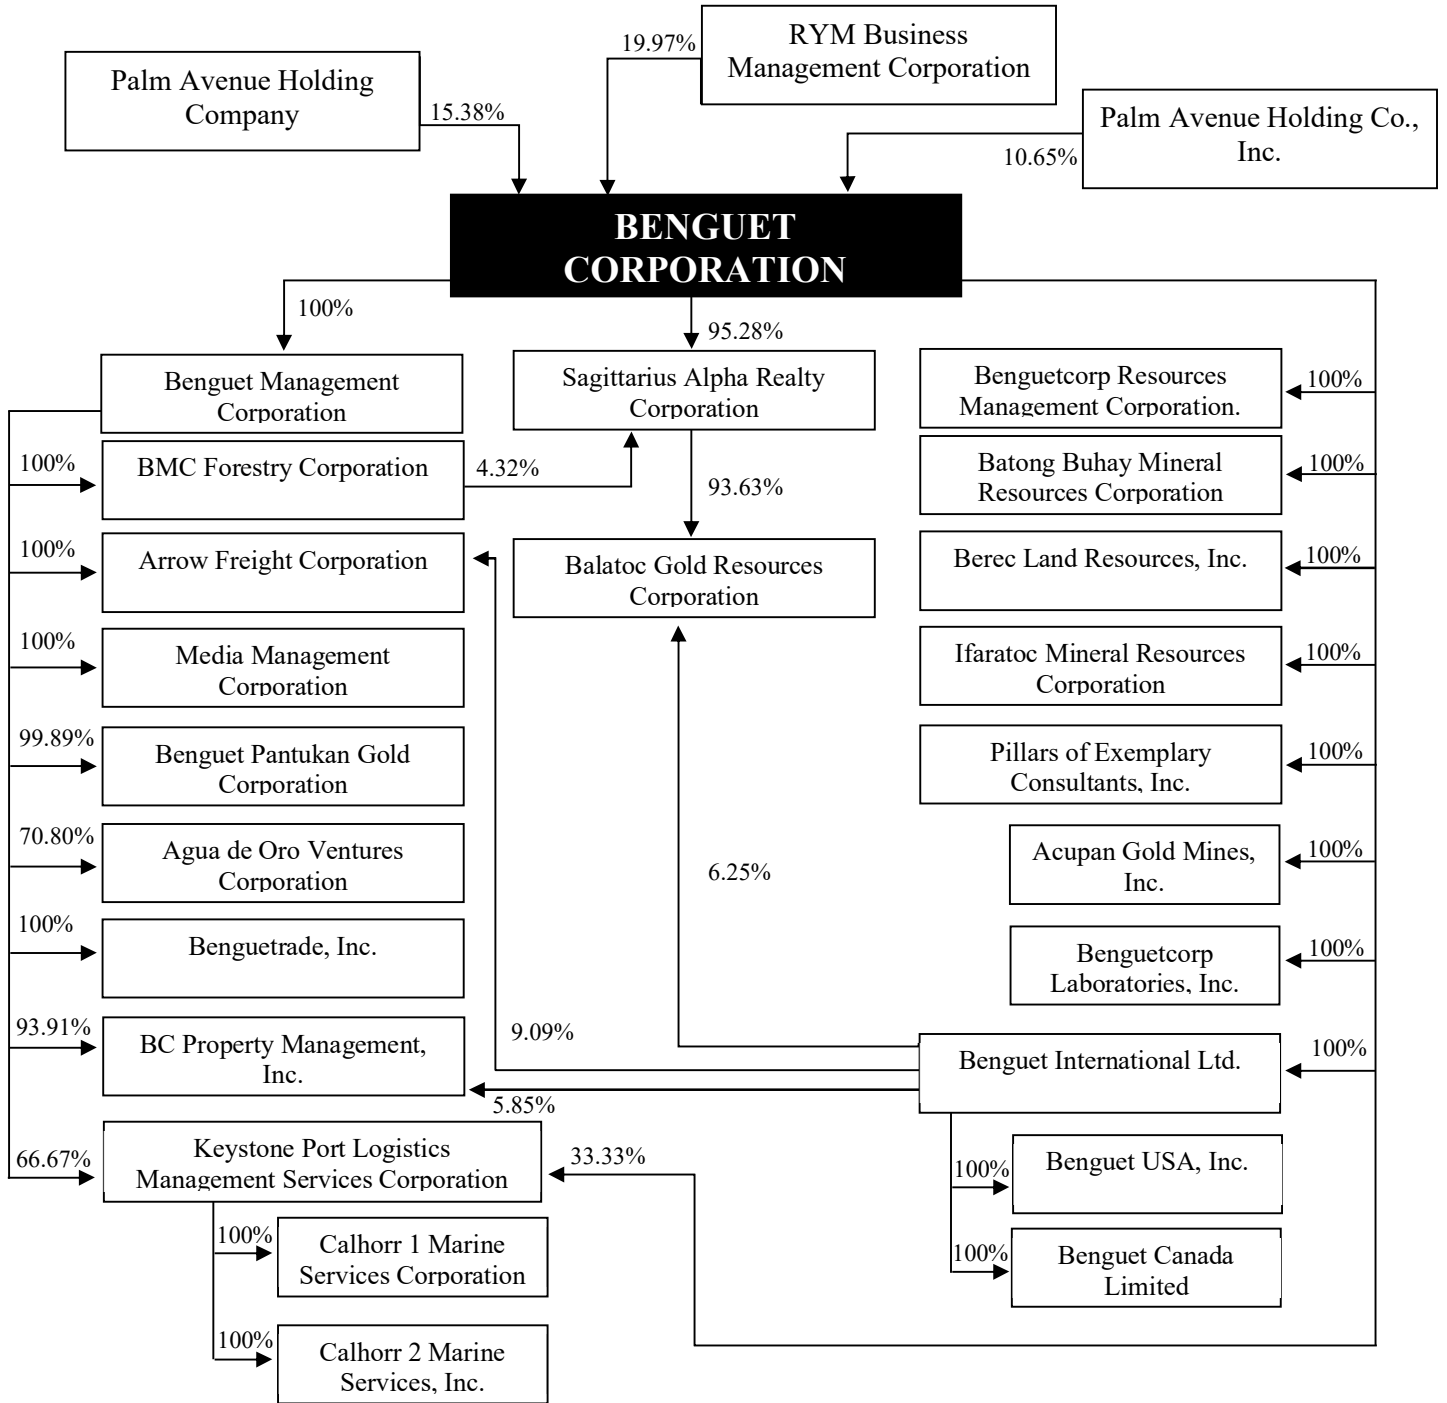 RYM Business
Management Corporation
19.97%
Palm Avenue Holding
Company
15.38%
Palm Avenue Holding Co.,
Inc.
10.65%
BENGUET
CORPORATION
100%
95.28%
Benguet Management
Corporation
Sagittarius Alpha Realty
Corporation
Benguetcorp Resources
Management Corporation.
100%
100%
BMC Forestry Corporation
4.32%
93.63%
Batong Buhay Mineral
Resources Corporation
100%
100%
Arrow Freight Corporation
Balatoc Gold Resources
Corporation
Berec Land Resources, Inc.
100%
100%
Media Management
Corporation
Ifaratoc Mineral Resources
Corporation
100%
99.89%
Benguet Pantukan Gold
Corporation
Pillars of Exemplary
Consultants, Inc.
100%
70.80%
Agua de Oro Ventures
Corporation
6.25%
Acupan Gold Mines,
Inc.
100%
100%
Benguetrade, Inc.
Benguetcorp
Laboratories, Inc.
100%
93.91%
BC Property Management,
Inc.
9.09%
5.85%
Benguet International Ltd.
100%
66.67%
Keystone Port Logistics
Management Services Corporation
33.33%
100%
Benguet USA, Inc.
100%
Calhorr 1 Marine
Services Corporation
100%
Benguet Canada
Limited
100%
Calhorr 2 Marine
Services, Inc.